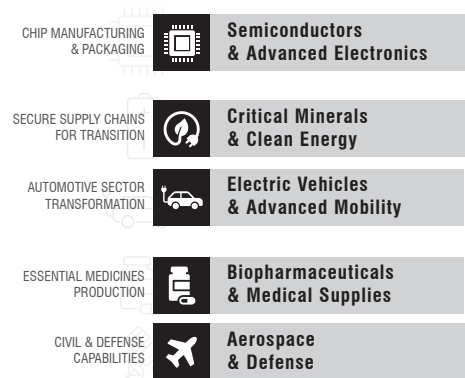 CHIP MANUFACTURING
& PACKAGING
Semiconductors
& Advanced Electronics
SECURE SUPPLY CHAINS
FOR TRANSITION
Critical Minerals
& Clean Energy
AUTOMOTIVE SECTOR
TRANSFORMATION
Electric Vehicles
& Advanced Mobility
ESSENTIAL MEDICINES
PRODUCTION
Biopharmaceuticals
& Medical Supplies
CIVIL & DEFENSE
CAPABILITIES
Aerospace
& Defense